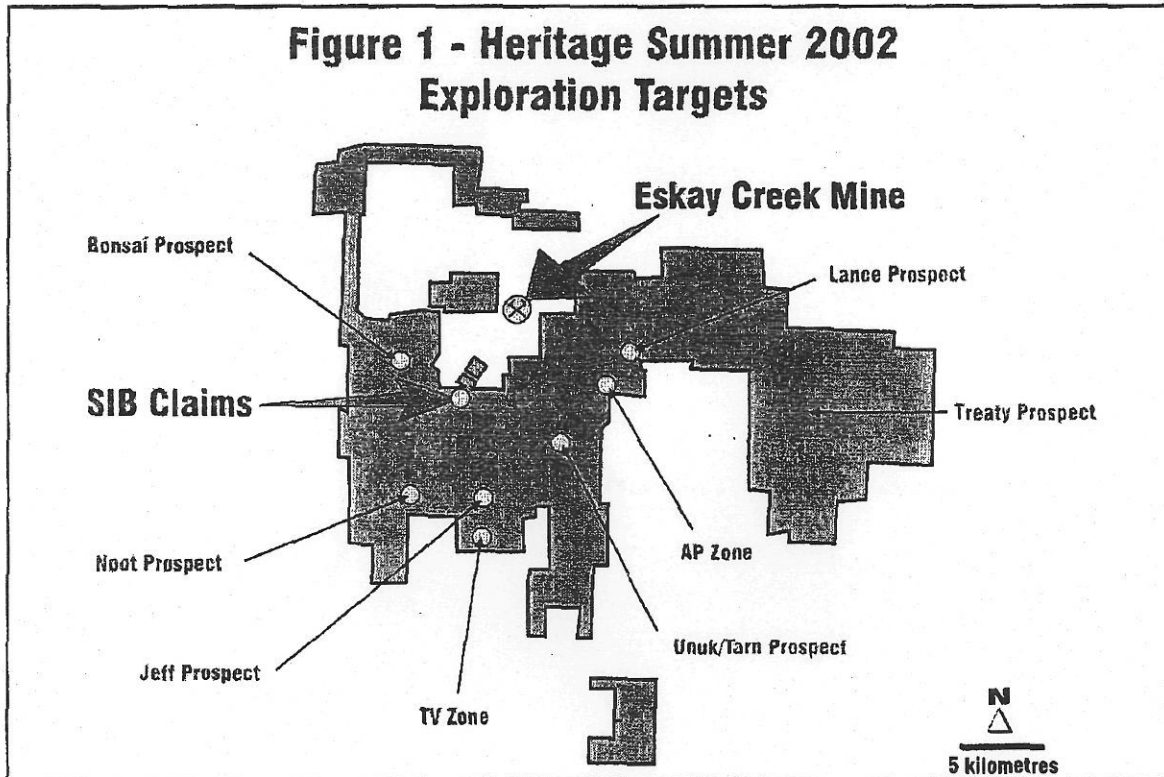 Figure 1 - Heritage Summer 2002
Exploration Targets
Eskay Creek Mine
Bonsai Prospect
Lance Prospect
SIB Claims
Treaty Prospect
Noot Prospect
AP Zone
Jeff Prospect
Unuk/Tarn Prospect
TV Zone
N
5 kilometres